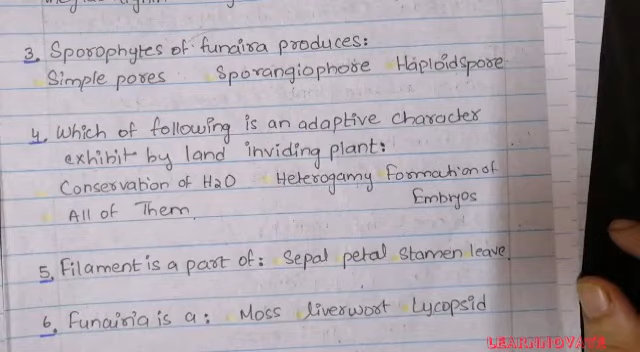 3. Sporophytes of funaira produces:
Simple pores Sporangiophore Haploid spore
4. Which of following is an adaptive character
exhibit by land inviding plant:
Conservation of H2O Heterogamy Formation of
Embryos
All of Them
5. Filament is a part of: Sepal petal Stamen leave
6. Funairia is a: Moss liverwort Lycopsid
LEARNINOVATE